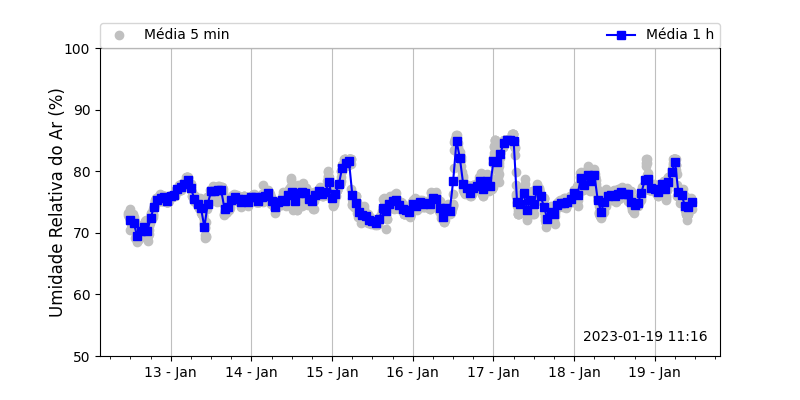 Média 5 min
Média 1 h
Umidade Relativa do Ar (%)
100
90
80
70
60
50
2023-01-19 11:16
13 - Jan
14 - Jan
15 - Jan
16 - Jan
17 - Jan
18 - Jan
19 - Jan